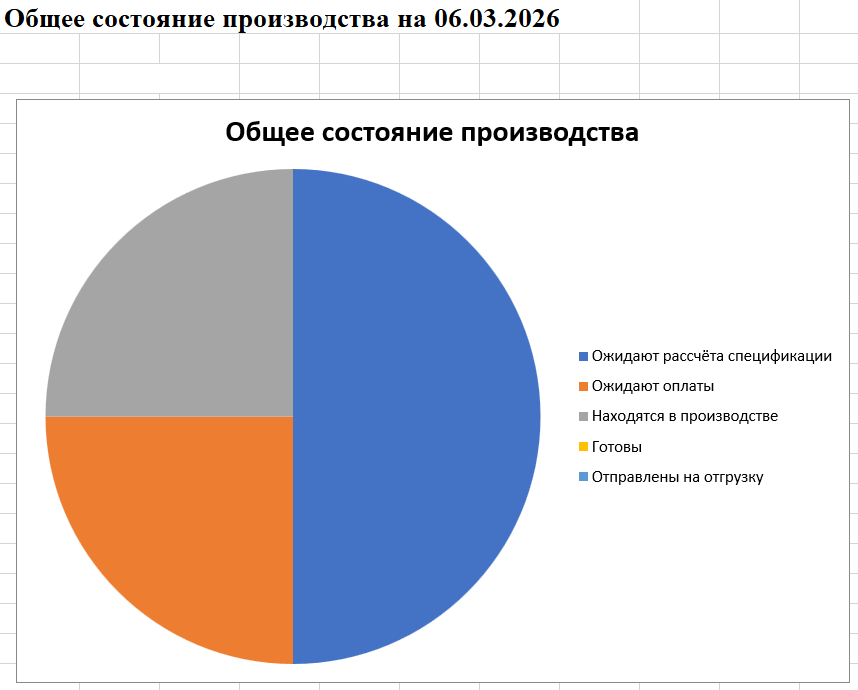 Общее состояние производства на 06.03.2026
Общее состояние производства
Ожидают рассчёта спецификации
Ожидают оплаты
Находятся в производстве
Готовы
Отправлены на отгрузку